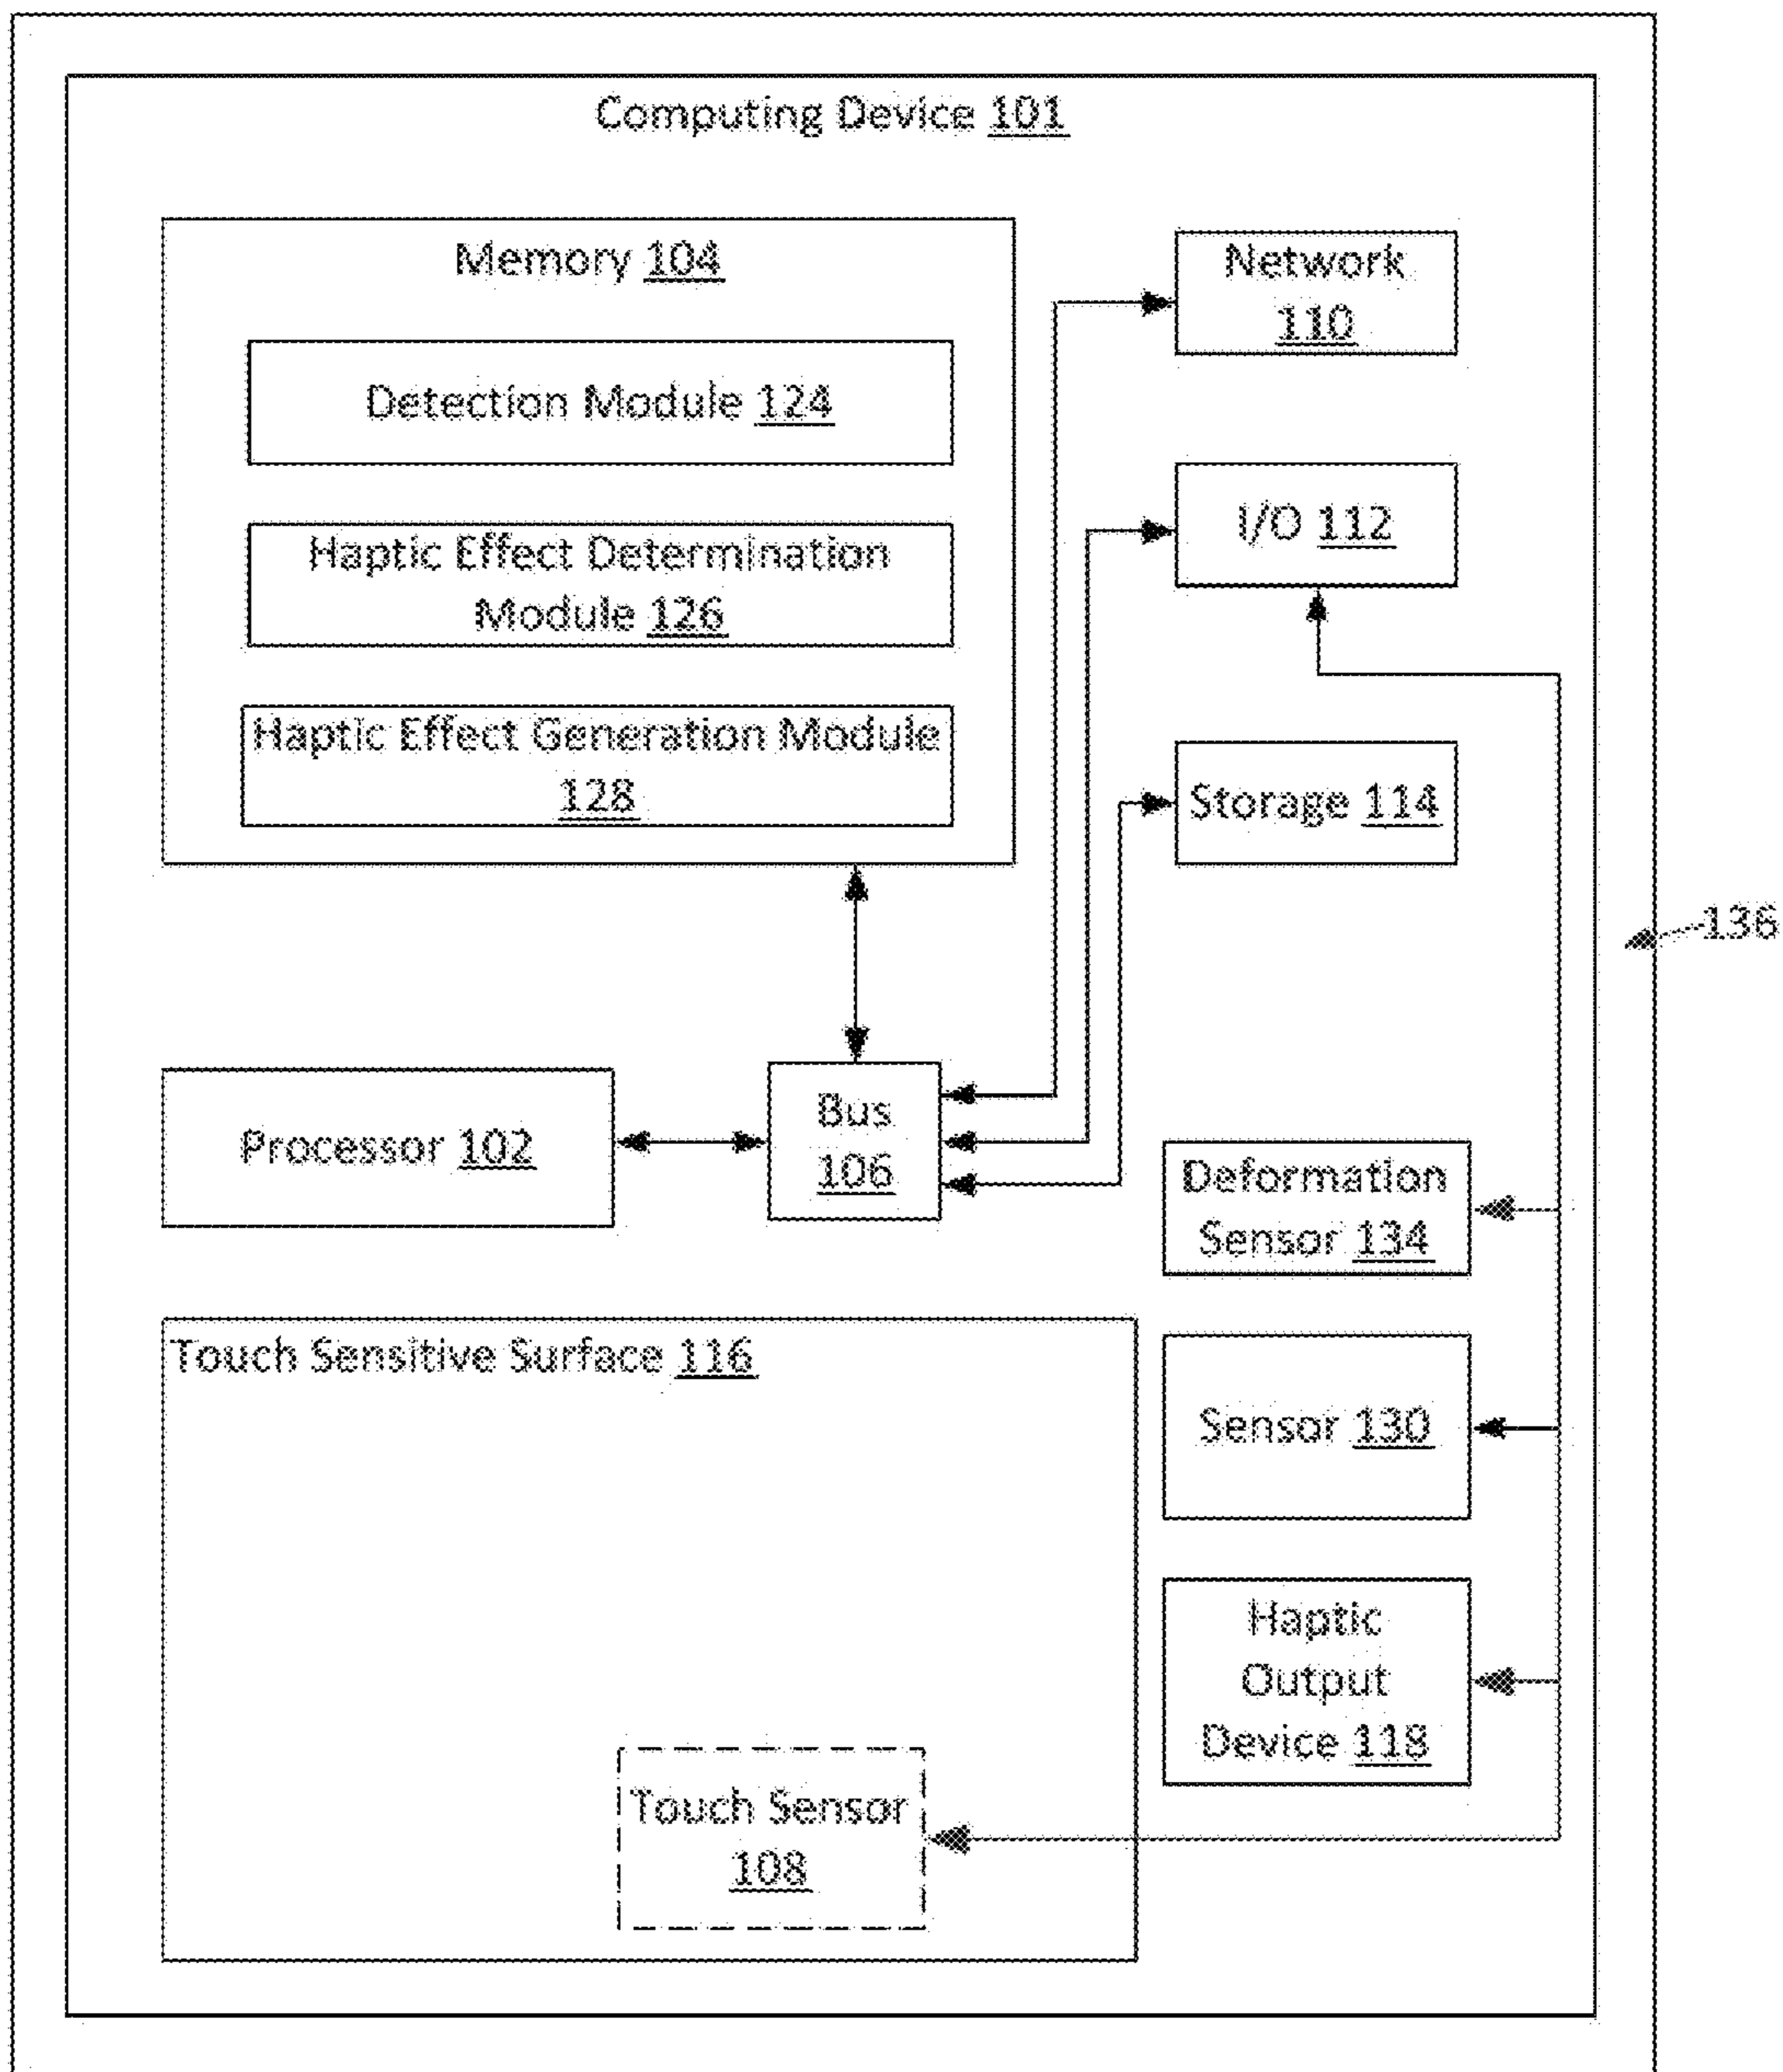 Computing Device 101
Memory 104
Detection Module 124
Haptic Effect Determination
Module 126
Haptic Effect Generation Module
128
Network
110
I/O 112
Storage 114
136
Processor 102
Bus
106
Deformation
Sensor 134
Touch Sensitive Surface 116
Sensor 130
Haptic
Output
Device 118
Touch Sensor
108